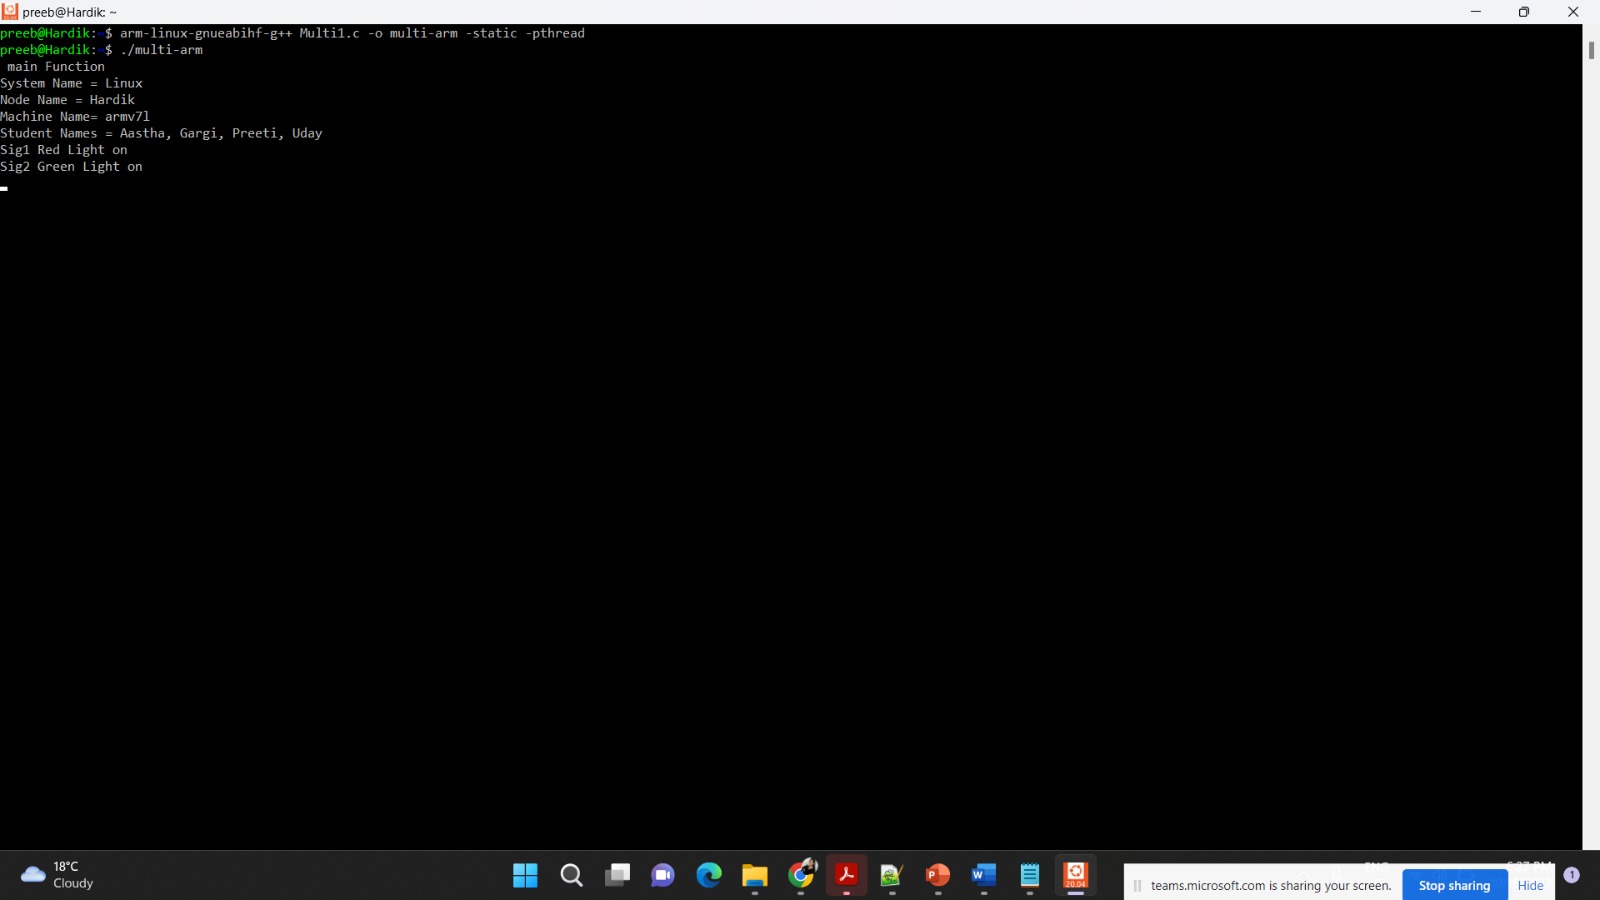 preeb@Hardik: ~
preeb@Hardik:~$ arm-linux-gnueabihf-g++ Multi1.c -o multi-arm -static -pthread
preeb@Hardik:~$ ./multi-arm
main Function
System Name = Linux
Node Name = Hardik
Machine Name= armv7l
Student Names = Aastha, Gargi, Preeti, Uday
Sig1 Red Light on
Sig2 Green Light on
18°C
Cloudy
P
W
20.04
teams.microsoft.com is sharing your screen.
Stop sharing
Hide
1